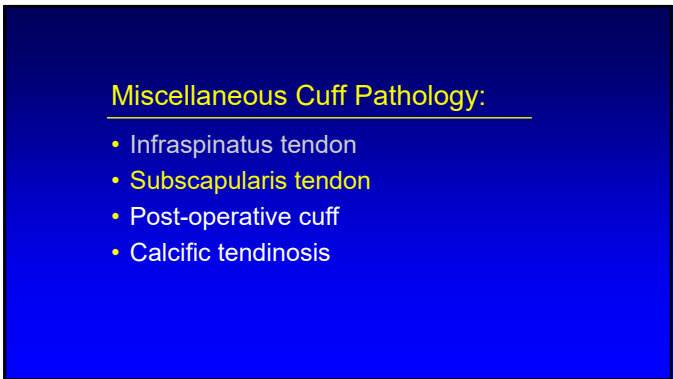 Miscellaneous Cuff Pathology:
• Infraspinatus tendon
• Subscapularis tendon
• Post-operative cuff
• Calcific tendinosis